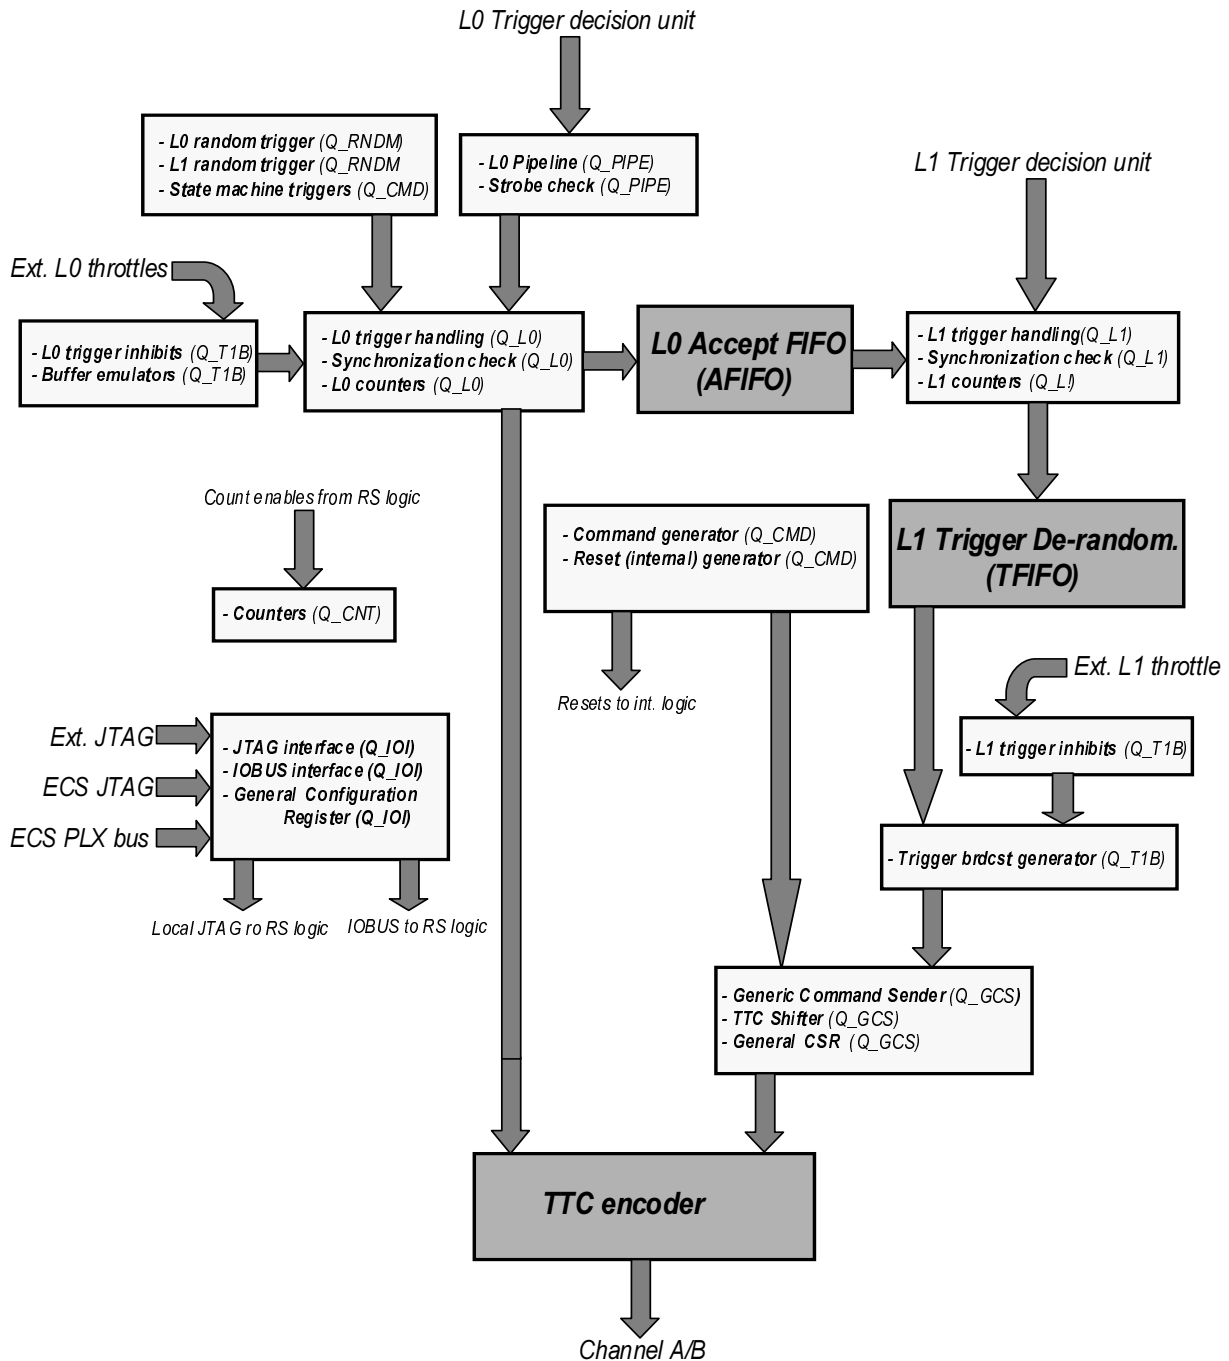 L0 Trigger decision unit
- L0 random trigger (Q_RNDM)
- L1 random trigger (Q_RNDM
- State machine triggers (Q_CMD)
- L0 Pipeline (Q_PIPE)
- Strobe check (Q_PIPE)
L1 Trigger decision unit
Ext. L0 throttles
- L0 trigger inhibits (Q_T1B)
- Buffer emulators (Q_T1B)
- L0 trigger handling (Q_L0)
- Synchronization check (Q_L0)
- L0 counters (Q_L0)
L0 Accept FIFO
(AFIFO)
- L1 trigger handling(Q_L1)
- Synchronization check (Q_L1)
- L1 counters (Q_L!)
Count enables from RS logic
- Counters (Q_CNT)
- Command generator (Q_CMD)
- Reset (internal) generator (Q_CMD)
Resets to int. logic
L1 Trigger De-random.
(TFIFO)
Ext. L1 throttle
- L1 trigger inhibits (Q_T1B)
- Trigger brdcst generator (Q_T1B)
Ext. JTAG
ECS JTAG
ECS PLX bus
- JTAG interface (Q_IOI)
- IOBUS interface (Q_IOI)
- General Configuration
Register (Q_IOI)
Local JTAG ro RS logic
IOBUS to RS logic
- Generic Command Sender (Q_GCS)
- TTC Shifter (Q_GCS)
- General CSR (Q_GCS)
TTC encoder
Channel A/B